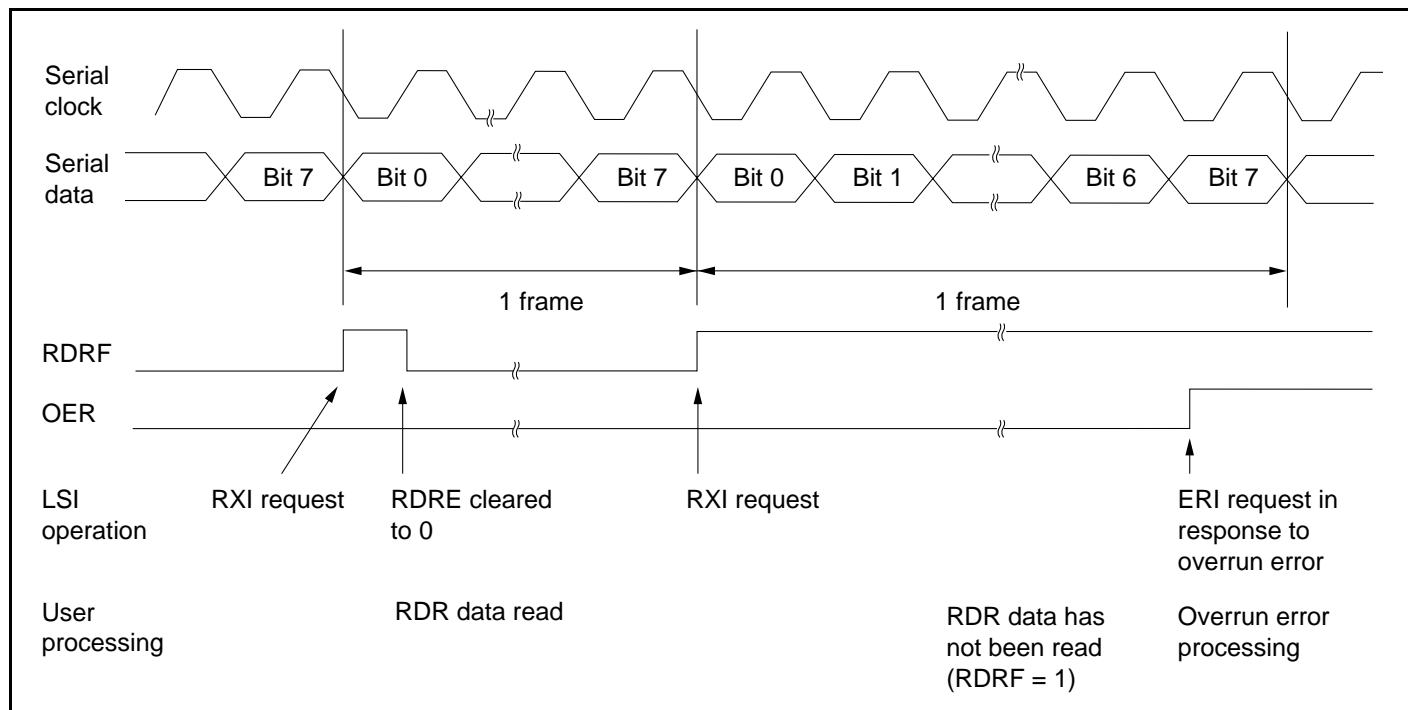 Serial
clock
Serial
data
Bit 7
Bit 0
Bit 7
Bit 0
Bit 1
Bit 6
Bit 7
1 frame
1 frame
RDRF
OER
LSI
operation
RXI request
RDRE cleared
to 0
RXI request
ERI request in
response to
overrun error
User
processing
RDR data read
RDR data has
not been read
(RDRF = 1)
Overrun error
processing